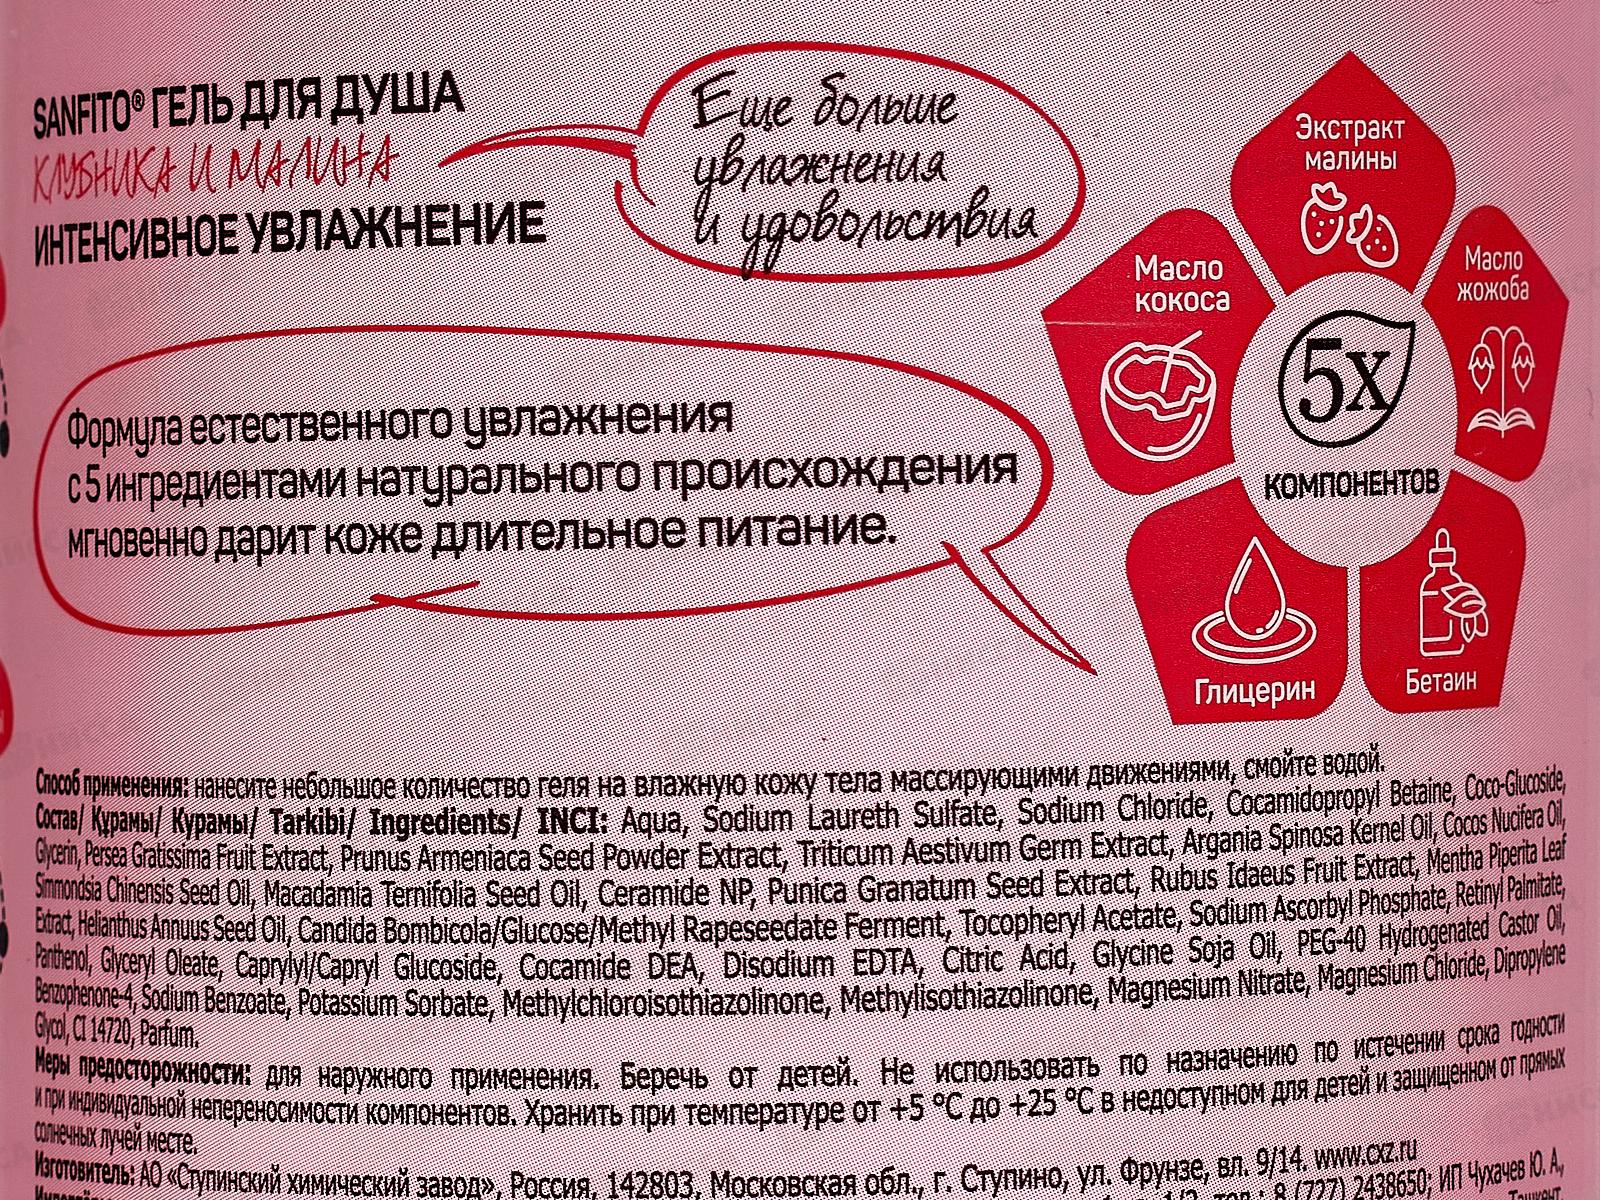 SANFITO® ГЕЛЬ ДЛЯ ДУША
КЛУБНИКА И МАЛИНА
ИНТЕНСИВНОЕ УВЛАЖНЕНИЕ
Еще больше
увлажнения
и удовольствия
Формула естественного увлажнения
с 5 ингредиентами натурального происхождения
мгновенно дарит коже длительное питание.
Экстракт
малины
Масло
кокоса
Масло
жожоба
5x
КОМПОНЕНТОВ
Глицерин
Бетаин
Способ применения: нанесите небольшое количество геля на влажную кожу тела массирующими движениями, смойте водой.
Состав/ Құрамы/ Курамы/ Tarkibi/ Ingredients/ INCI: Aqua, Sodium Laureth Sulfate, Sodium Chloride, Cocamidopropyl Betaine, Coco-Glucoside,
Glycerin, Persea Gratissima Fruit Extract, Prunus Armeniaca Seed Powder Extract, Triticum Aestivum Germ Extract, Argania Spinosa Kernel Oil, Cocos Nucifera Oil,
Simmondsia Chinensis Seed Oil, Macadamia Ternifolia Seed Oil, Ceramide NP, Punica Granatum Seed Extract, Rubus Idaeus Fruit Extract, Mentha Piperita Leaf
Extract, Helianthus Annuus Seed Oil, Candida Bombicola/Glucose/Methyl Rapeseedate Ferment, Tocopheryl Acetate, Sodium Ascorbyl Phosphate, Retinyl Palmitate,
Panthenol, Glyceryl Oleate, Caprylyl/Capryl Glucoside, Cocamide DEA, Disodium EDTA, Citric Acid, Glycine Soja Oil, PEG-40 Hydrogenated Castor Oil,
Benzophenone-4, Sodium Benzoate, Potassium Sorbate, Methylchloroisothiazolinone, Methylisothiazolinone, Magnesium Nitrate, Magnesium Chloride, Dipropylene
Glycol, CI 14720, Parfum.
Меры предосторожности: для наружного применения. Беречь от детей. Не использовать по назначению по истечении срока годности
и при индивидуальной непереносимости компонентов. Хранить при температуре от +5 °C до +25 °C в недоступном для детей и защищенном от прямых
солнечных лучей месте.
Изготовитель: АО «Ступинский химический завод», Россия, 142803, Московская обл., г. Ступино, ул. Фрунзе, вл. 9/14. www.cxz.ru
1/2, тел.: 8 (727) 2438650; ИП Чухачев Ю. А.,